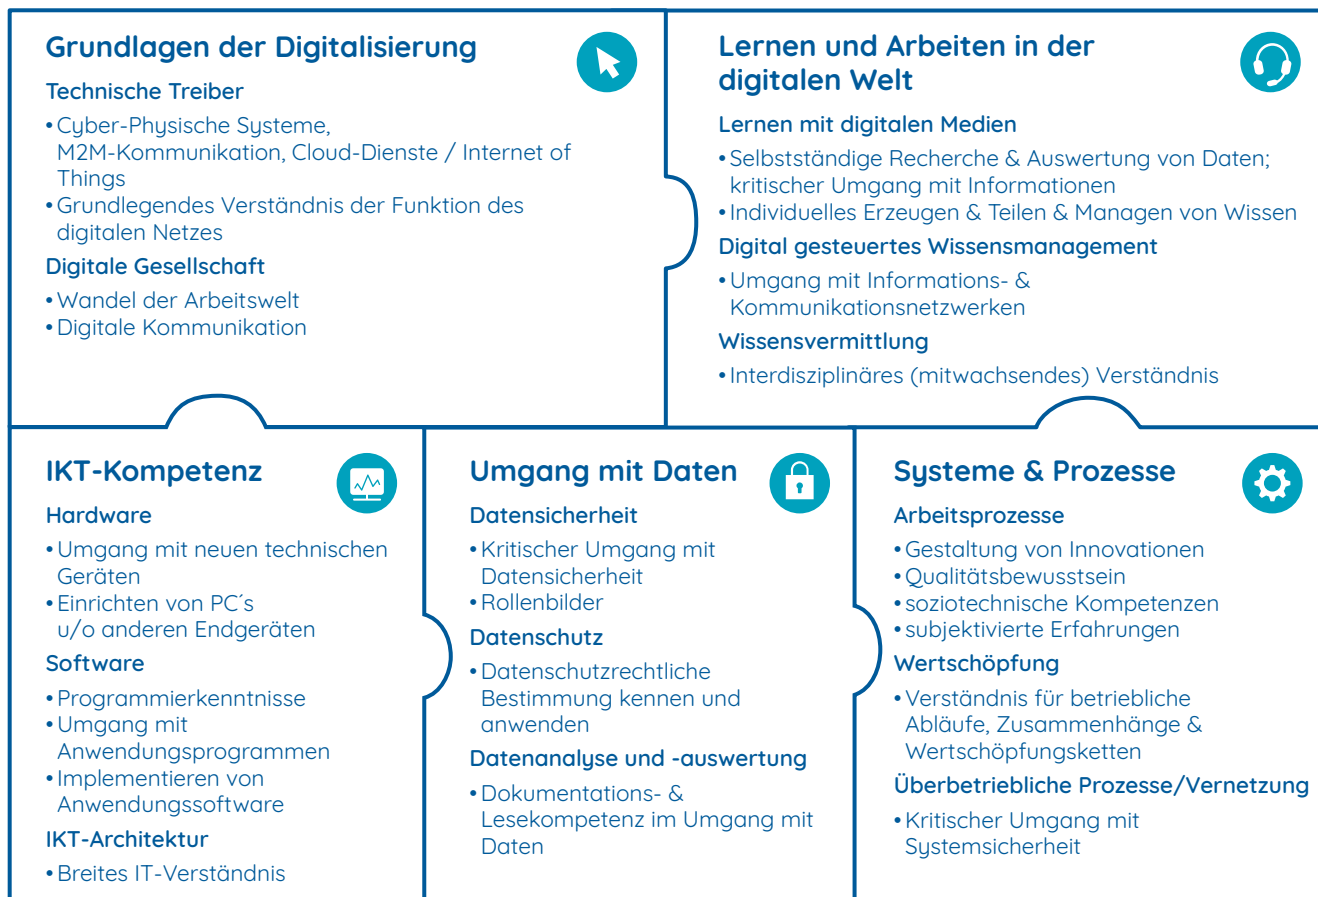 Grundlagen der Digitalisierung
Technische Treiber
• Cyber-Physische Systeme,
M2M-Kommunikation, Cloud-Dienste / Internet of
Things
• Grundlegendes Verständnis der Funktion des
digitalen Netzes
Digitale Gesellschaft
• Wandel der Arbeitswelt
• Digitale Kommunikation
Lernen und Arbeiten in der
digitalen Welt
Lernen mit digitalen Medien
• Selbstständige Recherche & Auswertung von Daten;
kritischer Umgang mit Informationen
• Individuelles Erzeugen & Teilen & Managen von Wissen
Digital gesteuertes Wissensmanagement
• Umgang mit Informations- &
Kommunikationsnetzwerken
Wissensvermittlung
• Interdisziplinäres (mitwachsendes) Verständnis
IKT-Kompetenz
Hardware
• Umgang mit neuen technischen
Geräten
• Einrichten von PC´s
u/o anderen Endgeräten
Software
• Programmierkenntnisse
• Umgang mit
Anwendungsprogrammen
• Implementieren von
Anwendungssoftware
IKT-Architektur
• Breites IT-Verständnis
Umgang mit Daten
Datensicherheit
• Kritischer Umgang mit
Datensicherheit
• Rollenbilder
Datenschutz
• Datenschutzrechtliche
Bestimmung kennen und
anwenden
Datenanalyse und -auswertung
• Dokumentations- &
Lesekompetenz im Umgang mit
Daten
Systeme & Prozesse
Arbeitsprozesse
• Gestaltung von Innovationen
• Qualitätsbewusstsein
• soziotechnische Kompetenzen
• subjektivierte Erfahrungen
Wertschöpfung
• Verständnis für betriebliche
Abläufe, Zusammenhänge &
Wertschöpfungsketten
Überbetriebliche Prozesse/Vernetzung
• Kritischer Umgang mit
Systemsicherheit